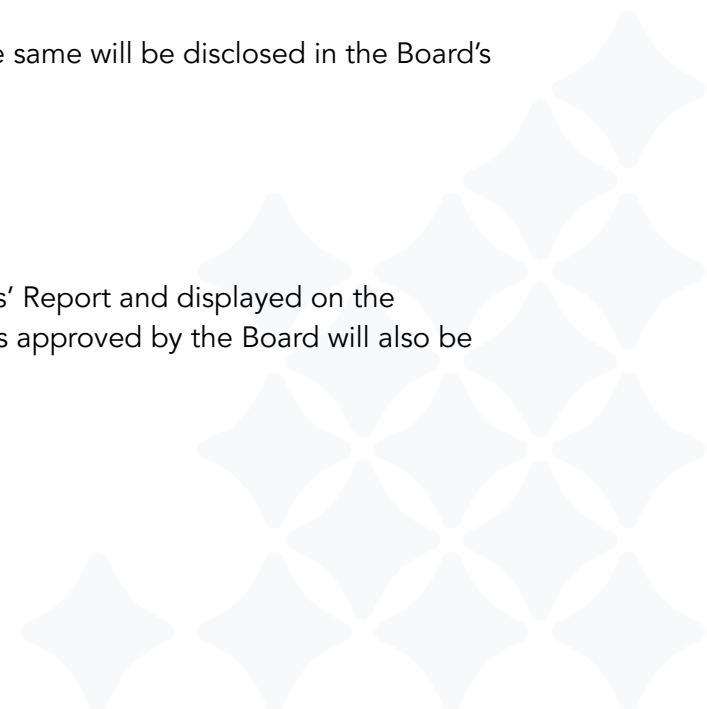 same will be disclosed in the Board’s
s’ Report and displayed on the
s approved by the Board will also be